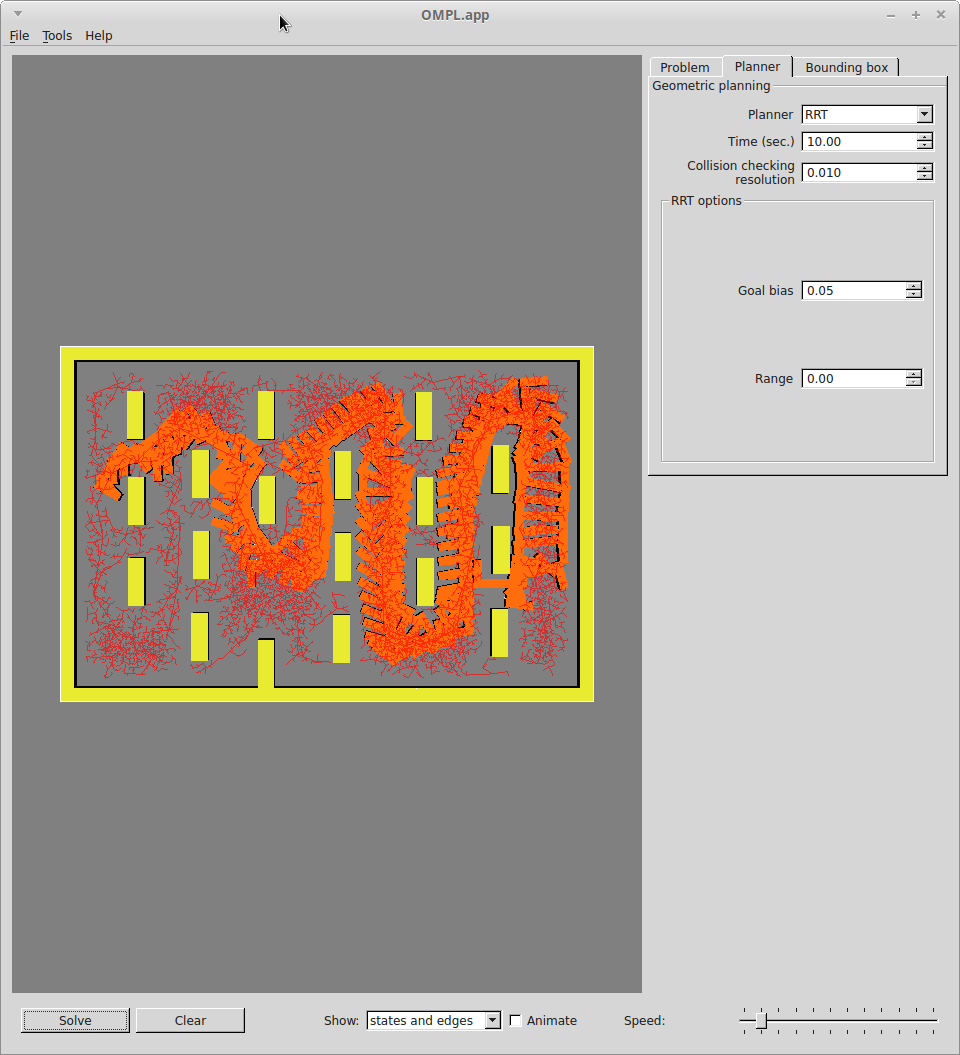 OMPL.app
File Tools Help
Problem Planner Bounding box
Geometric planning
Planner RRT
Time (sec.) 10.00
Collision checking
resolution 0.010
RRT options
Goal bias 0.05
Range 0.00
Solve Clear Show: states and edges Animate Speed: